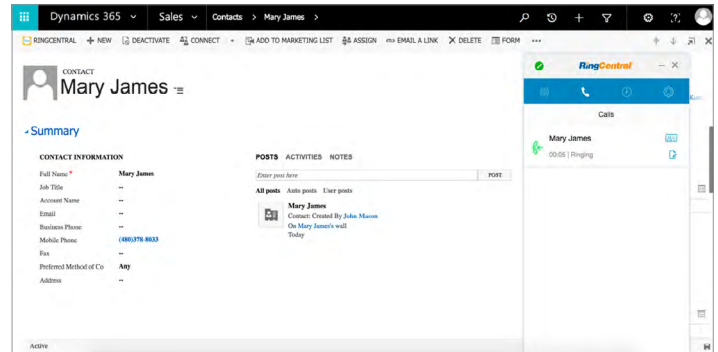 Dynamics 365 Sales Contacts > Mary James >
RINGCENTRAL + NEW DEACTIVATE CONNECT ADD TO MARKETING LIST ASSIGN EMAIL A LINK DELETE FORM ...
CONTACT
Mary James
Summary
CONTACT INFORMATION
Full Name * Mary James
Job Title --
Account Name --
Email --
Business Phone --
Mobile Phone (480)378-8033
Fax --
Preferred Method of Co Any
Address --
POSTS ACTIVITIES NOTES
Enter post here POST
All posts Auto posts User posts
Mary James
Contact: Created By John Mason
On Mary James's wall
Today
RingCentral
Calls
Mary James
00:05 | Ringing
Active